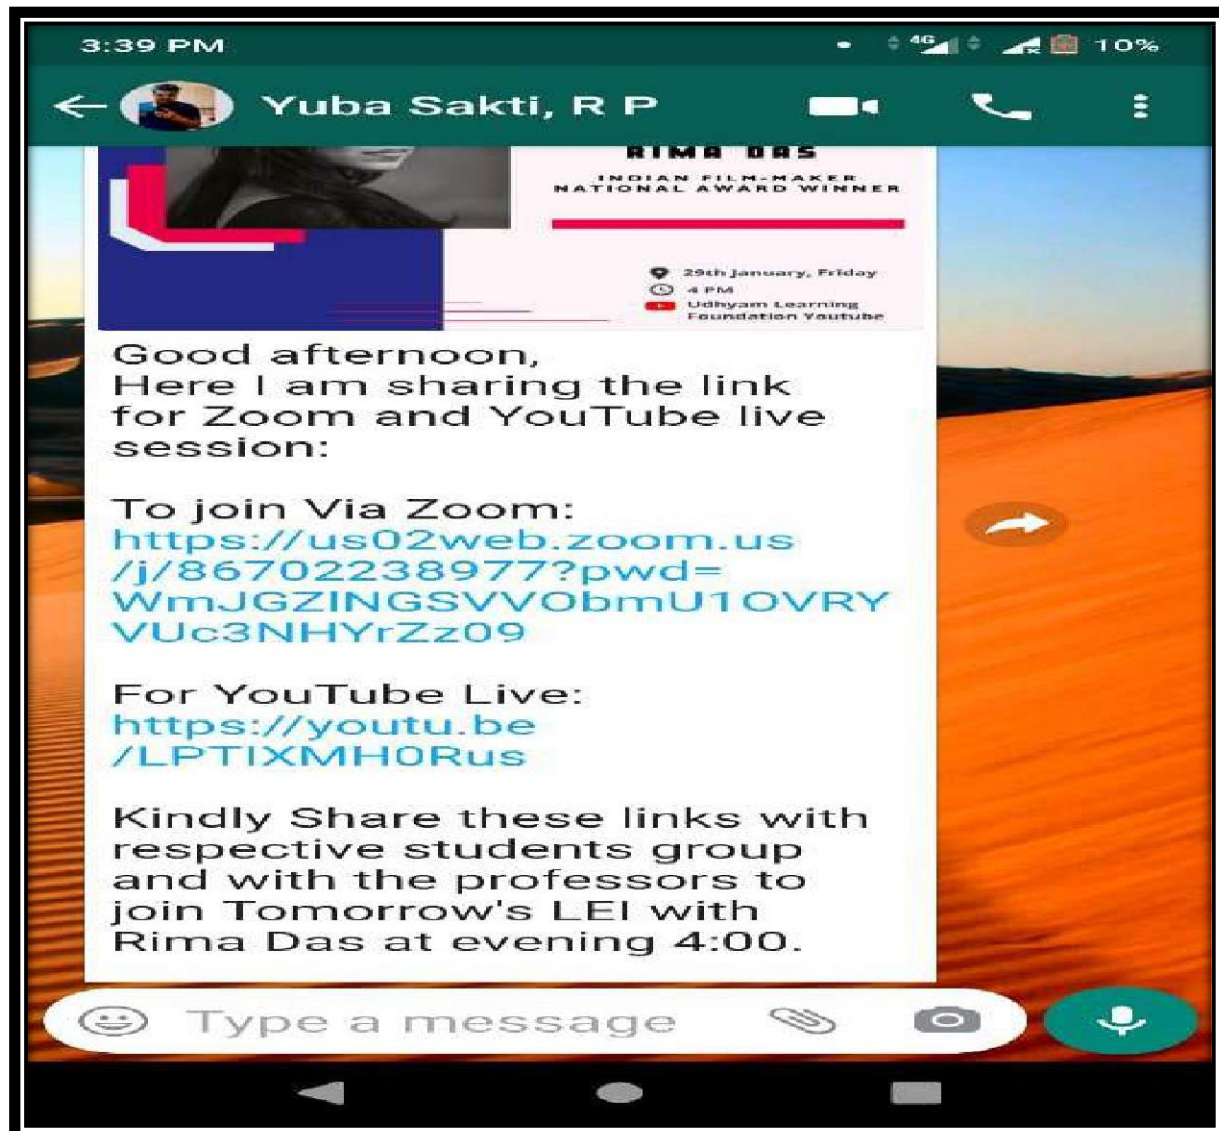 3:39 PM
4G
10%
Yuba Sakti, R P
RIMA DAS
INDIAN FILM-MAKER
NATIONAL AWARD WINNER
29th January, Friday
4 PM
Udhyam Learning
Foundation Youtube
Good afternoon,
Here I am sharing the link
for Zoom and YouTube live
session:
To join Via Zoom:
https://us02web.zoom.us
/j/86702238977?pwd=
WmJGZINGSVVObmU1OVRY
VUc3NHYrZz09
For YouTube Live:
https://youtu.be
/LPTIXMH0Rus
Kindly Share these links with
respective students group
and with the professors to
join Tomorrow's LEI with
Rima Das at evening 4:00.
Type a message